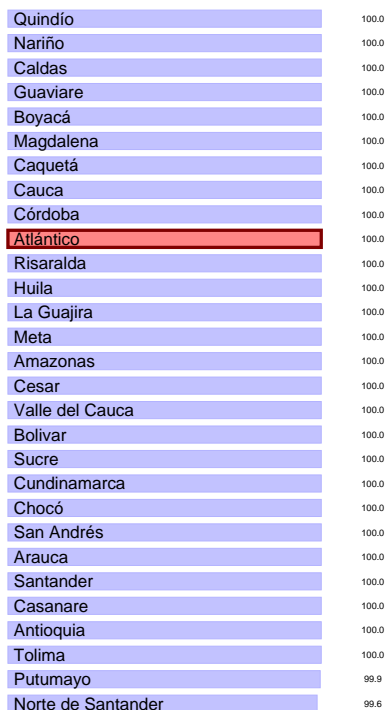 Quindío 100.0
Nariño 100.0
Caldas 100.0
Guaviare 100.0
Boyacá 100.0
Magdalena 100.0
Caquetá 100.0
Cauca 100.0
Córdoba 100.0
Atlántico 100.0
Risaralda 100.0
Huila 100.0
La Guajira 100.0
Meta 100.0
Amazonas 100.0
Cesar 100.0
Valle del Cauca 100.0
Bolivar 100.0
Sucre 100.0
Cundinamarca 100.0
Chocó 100.0
San Andrés 100.0
Arauca 100.0
Santander 100.0
Casanare 100.0
Antioquia 100.0
Tolima 100.0
Putumayo 99.9
Norte de Santander 99.6